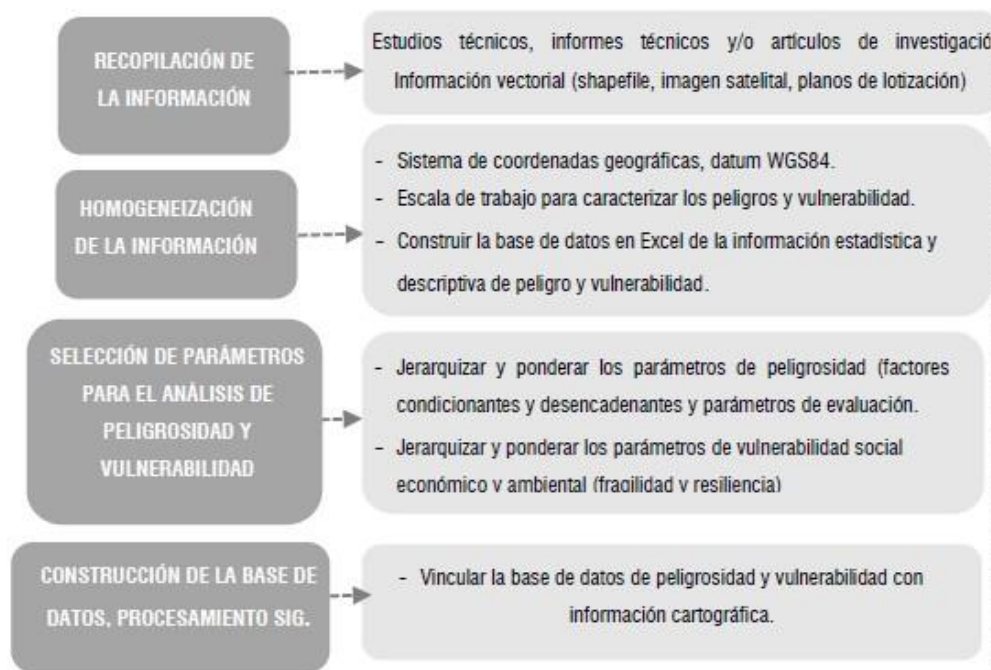 RECOPILACIÓN DE
LA INFORMACIÓN
Estudios técnicos, informes técnicos y/o artículos de investigació
Información vectorial (shapefile, imagen satelital, planos de lotización)
HOMOGENEIZACIÓN
DE LA INFORMACIÓN
- Sistema de coordenadas geográficas, datum WGS84.
- Escala de trabajo para caracterizar los peligros y vulnerabilidad.
- Construir la base de datos en Excel de la información estadística y
descriptiva de peligro y vulnerabilidad.
SELECCIÓN DE PARÁMETROS
PARA EL ANÁLISIS DE
PELIGROSIDAD Y
VULNERABILIDAD
- Jerarquizar y ponderar los parámetros de peligrosidad (factores
condicionantes y desencadenantes y parámetros de evaluación.
- Jerarquizar y ponderar los parámetros de vulnerabilidad social
económico y ambiental (fragilidad y resiliencia)
CONSTRUCCIÓN DE LA BASE DE
DATOS, PROCESAMIENTO SIG.
- Vincular la base de datos de peligrosidad y vulnerabilidad con
información cartográfica.